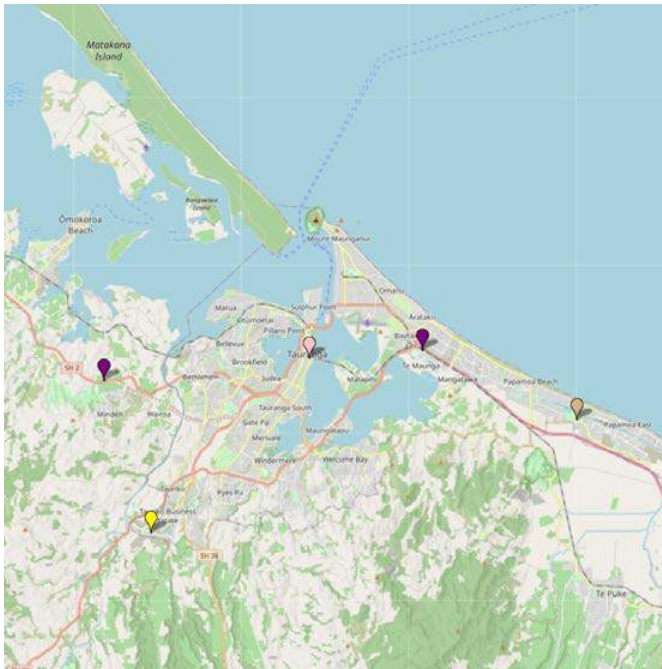 Matakana
Island
Rangiwaea
Island
Ōmokoroa
Beach
Mount Maunganui
Omanu
Sulphur Point
Matua
Otūmoetai
Pillans Point
Arataki
Bellevue
Tauranga
Te Maunga
SH 2
Brookfield
Bethlehem
Judea
Matapihi
Mangatawa
Papamoa Beach
Minden
Wairoa
Tauranga South
Gate Pa
Papamoa East
Merivale
Maungatapu
Windermere
Welcome Bay
Tauriko
Pyes Pa
Tauriko Business
Estate
SH 36
Te Puke